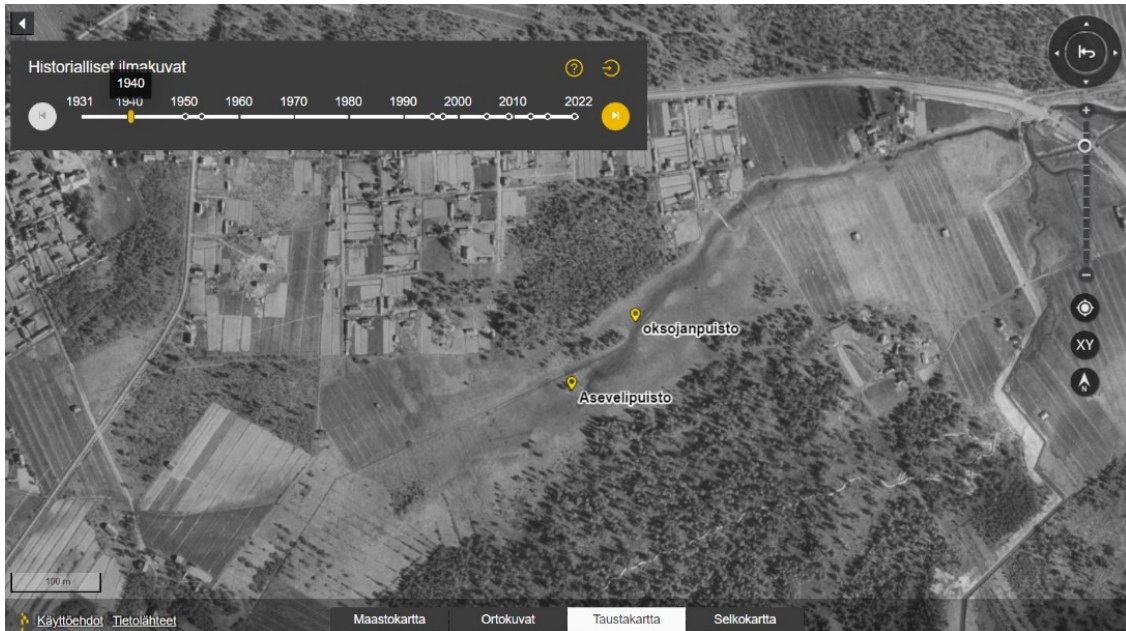 Historialliset ilmakuvat
1940
1931 1940 1950 1960 1970 1980 1990 2000 2010 2022
oksojanpuisto
Asevelipuisto
XY
N
100 m
Käyttöehdot Tietolähteet
Maastokartta Ortokuvat Taustakartta Selkokartta